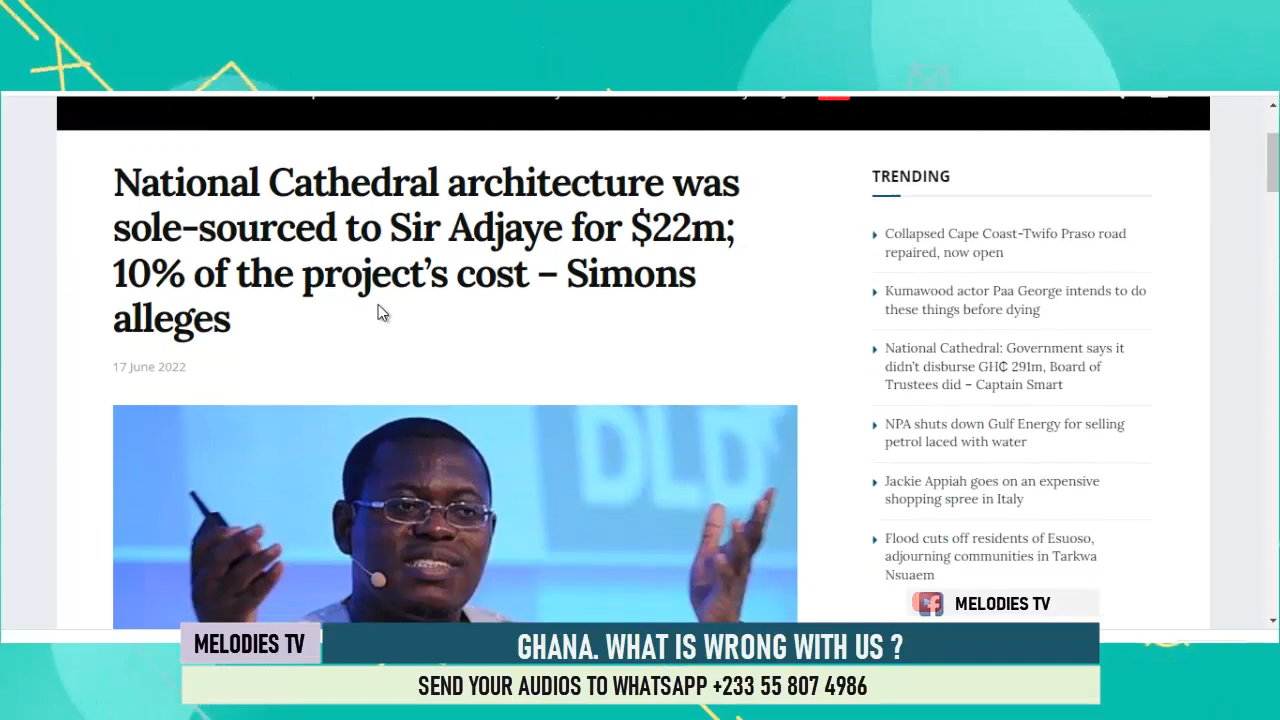 National Cathedral architecture was
sole-sourced to Sir Adjaye for $22m;
10% of the project's cost – Simons
alleges
17 June 2022
DLD
TRENDING
Collapsed Cape Coast-Twifo Praso road
repaired, now open
Kumawood actor Paa George intends to do
these things before dying
National Cathedral: Government says it
didn't disburse GH₵ 291m, Board of
Trustees did – Captain Smart
NPA shuts down Gulf Energy for selling
petrol laced with water
Jackie Appiah goes on an expensive
shopping spree in Italy
Flood cuts off residents of Esuoso,
adjourning communities in Tarkwa
Nsuaem
MELODIES TV
MELODIES TV
GHANA. WHAT IS WRONG WITH US ?
SEND YOUR AUDIOS TO WHATSAPP +233 55 807 4986